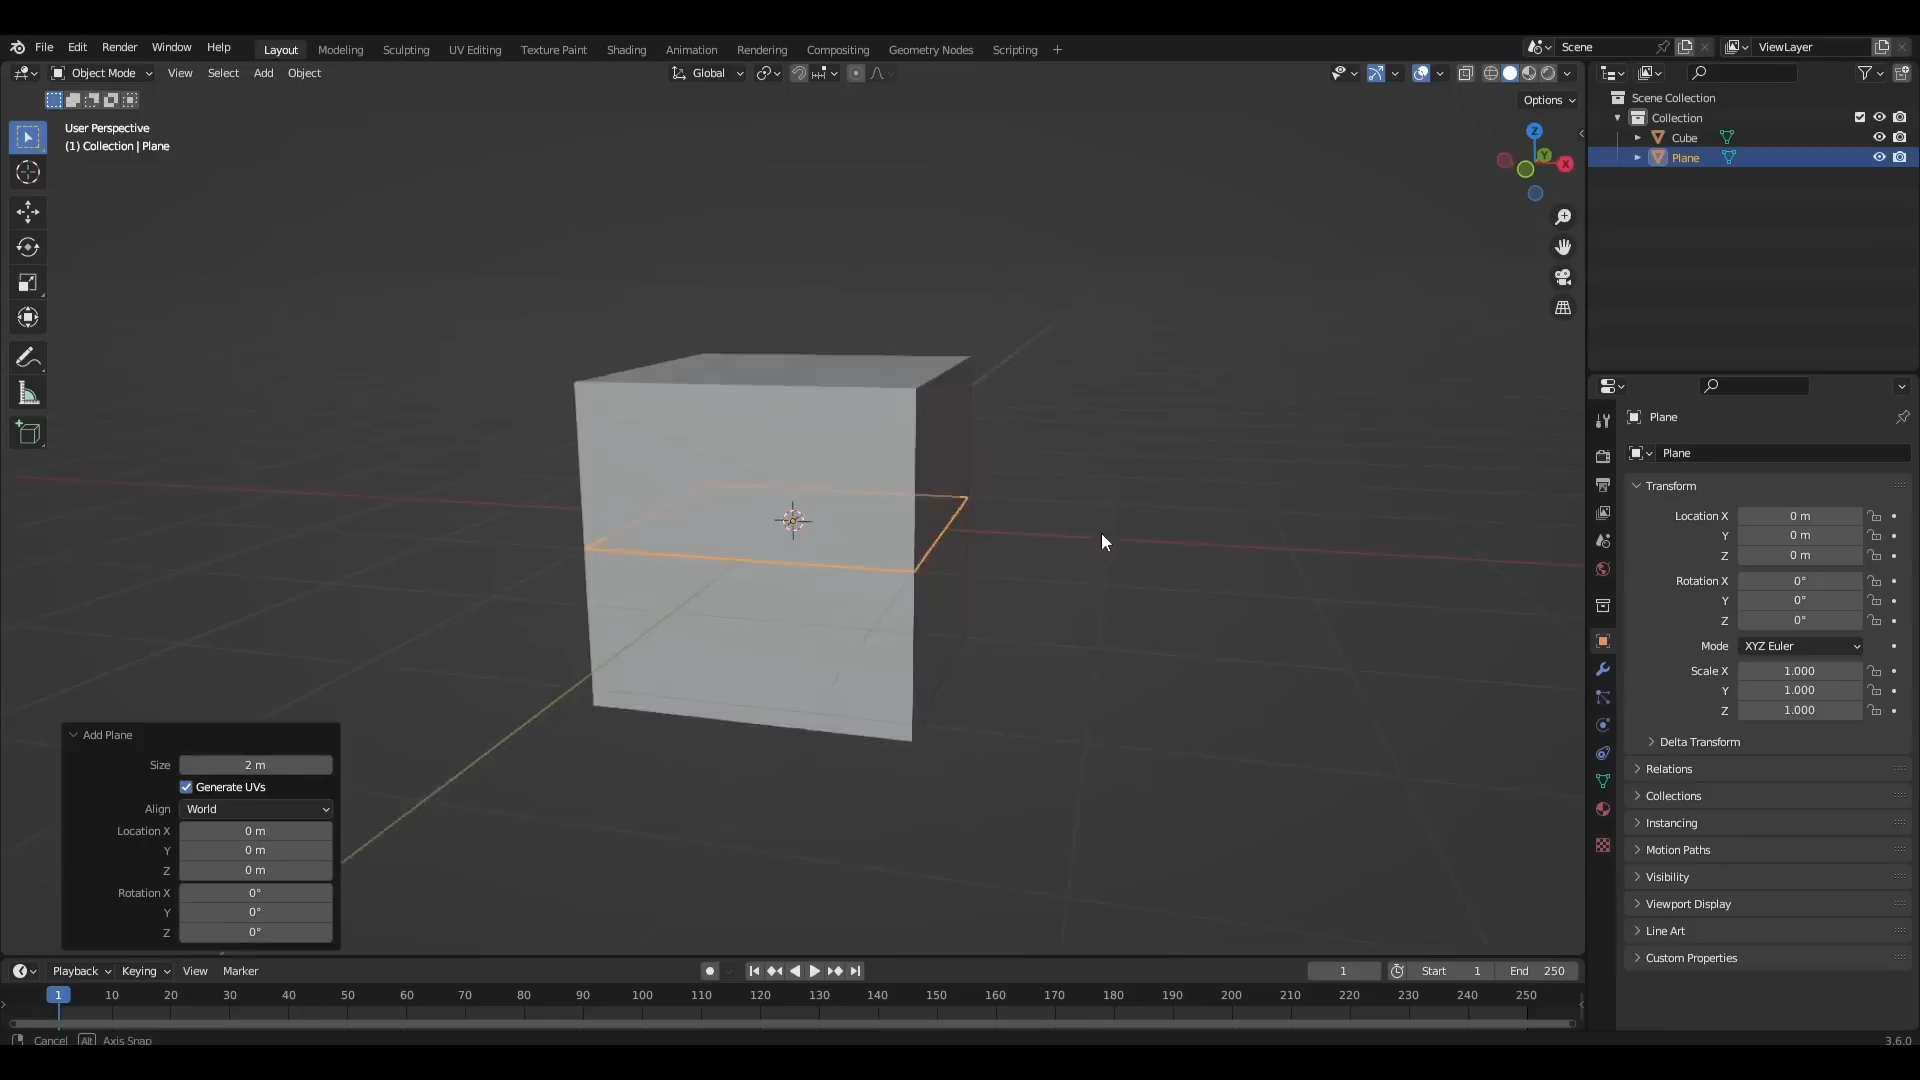 File Edit Render Window Help Layout Modeling Sculpting UV Editing Texture Paint Shading Animation Rendering Compositing Geometry Nodes Scripting + Scene ViewLayer
Object Mode View Select Add Object Global
Options
User Perspective
(1) Collection | Plane
Z
Y
X
Scene Collection
Collection
Cube
Plane
Plane
Plane
Transform
Location X 0 m
Y 0 m
Z 0 m
Rotation X 0°
Y 0°
Z 0°
Mode XYZ Euler
Scale X 1.000
Y 1.000
Z 1.000
Delta Transform
Relations
Collections
Instancing
Motion Paths
Visibility
Viewport Display
Line Art
Custom Properties
Add Plane
Size 2 m
Generate UVs
Align World
Location X 0 m
Y 0 m
Z 0 m
Rotation X 0°
Y 0°
Z 0°
Playback Keying View Marker 1 Start 1 End 250
1 10 20 30 40 50 60 70 80 90 100 110 120 130 140 150 160 170 180 190 200 210 220 230 240 250
Cancel Alt Axis Snap 3.6.0